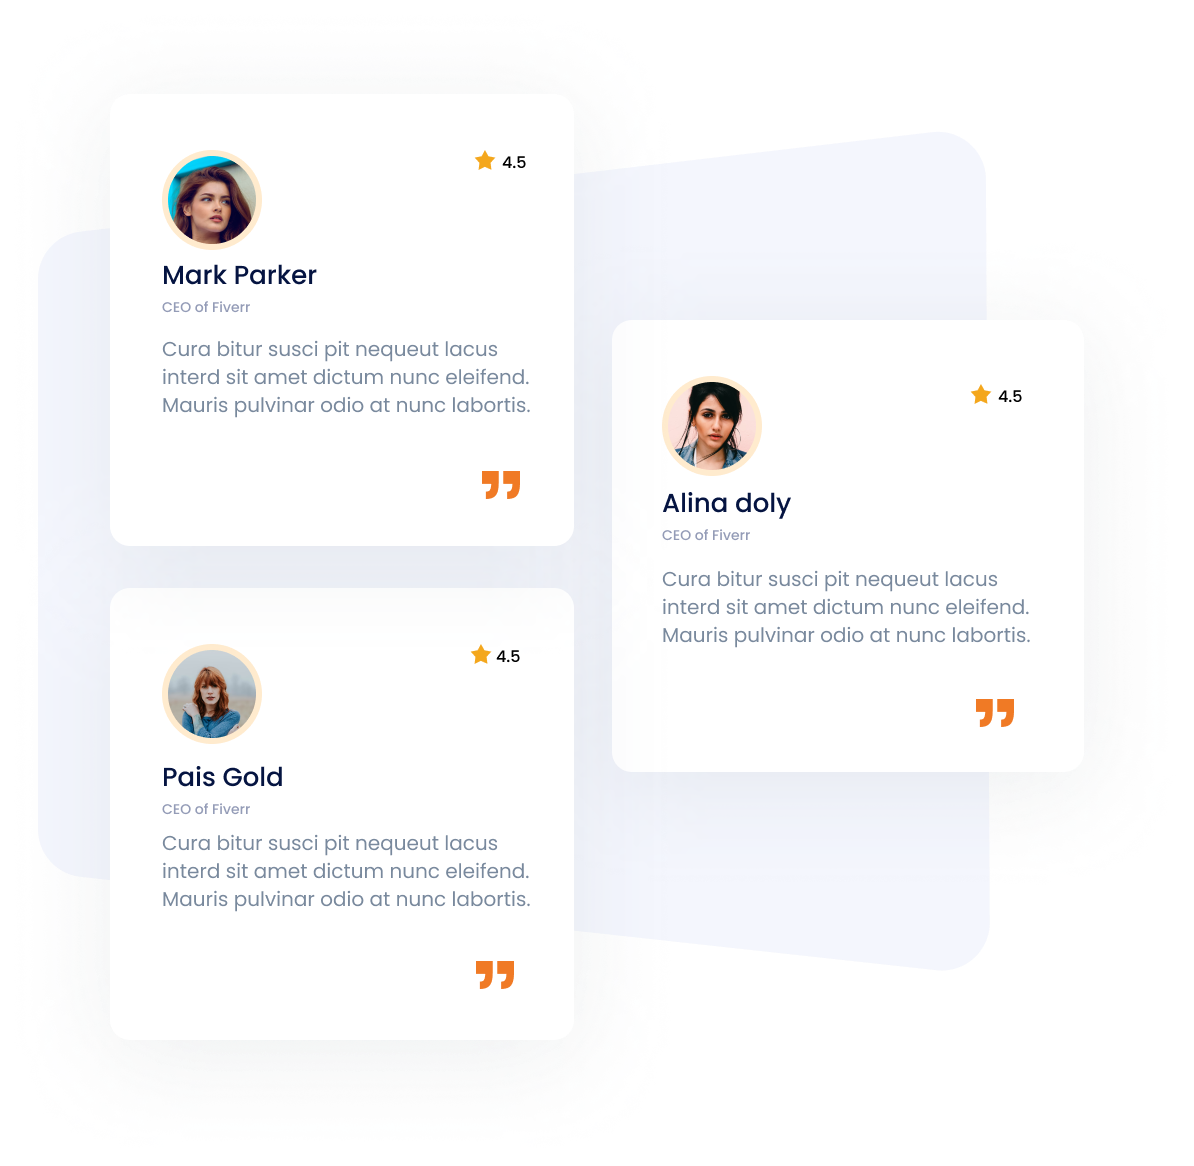 4.5
Mark Parker
CEO of Fiverr
Cura bitur susci pit nequeut lacus
interd sit amet dictum nunc eleifend.
Mauris pulvinar odio at nunc labortis.
”
4.5
Alina doly
CEO of Fiverr
Cura bitur susci pit nequeut lacus
interd sit amet dictum nunc eleifend.
Mauris pulvinar odio at nunc labortis.
”
4.5
Pais Gold
CEO of Fiverr
Cura bitur susci pit nequeut lacus
interd sit amet dictum nunc eleifend.
Mauris pulvinar odio at nunc labortis.
”